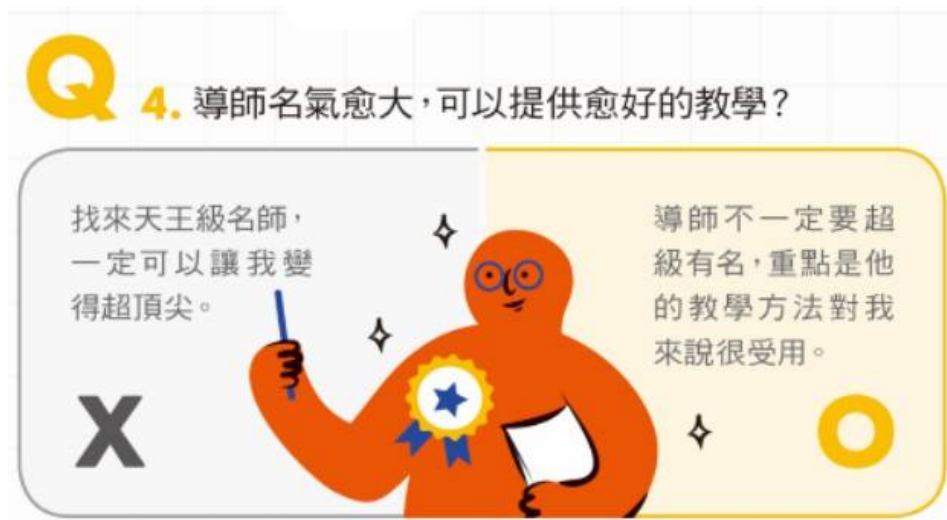 Q 4. 導師名氣愈大，可以提供愈好的教學？
找來天王級名師，
一定可以讓我變
得超頂尖。
X
導師不一定要超
級有名，重點是他
的教學方法對我
來說很受用。
O